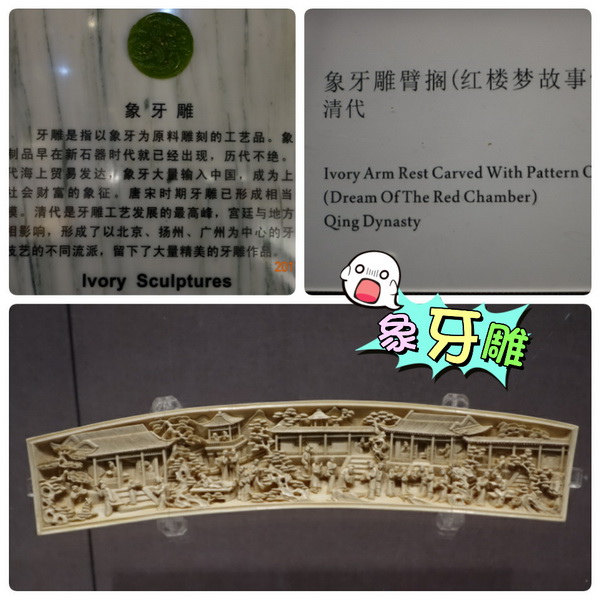 象牙雕
牙雕是指以象牙为原料雕刻的工艺品。象
制品早在新石器时代就已经出现，历代不绝。
代海上贸易发达，象牙大量输入中国，成为上
社会财富的象征。唐宋时期牙雕已形成相当
模。清代是牙雕工艺发展的最高峰，宫廷与地方
相影响，形成了以北京、扬州、广州为中心的牙
技艺的不同流派，留下了大量精美的牙雕作品。
Ivory Sculptures
象牙雕臂搁(红楼梦故事
清代
Ivory Arm Rest Carved With Pattern
(Dream Of The Red Chamber)
Qing Dynasty
象牙雕